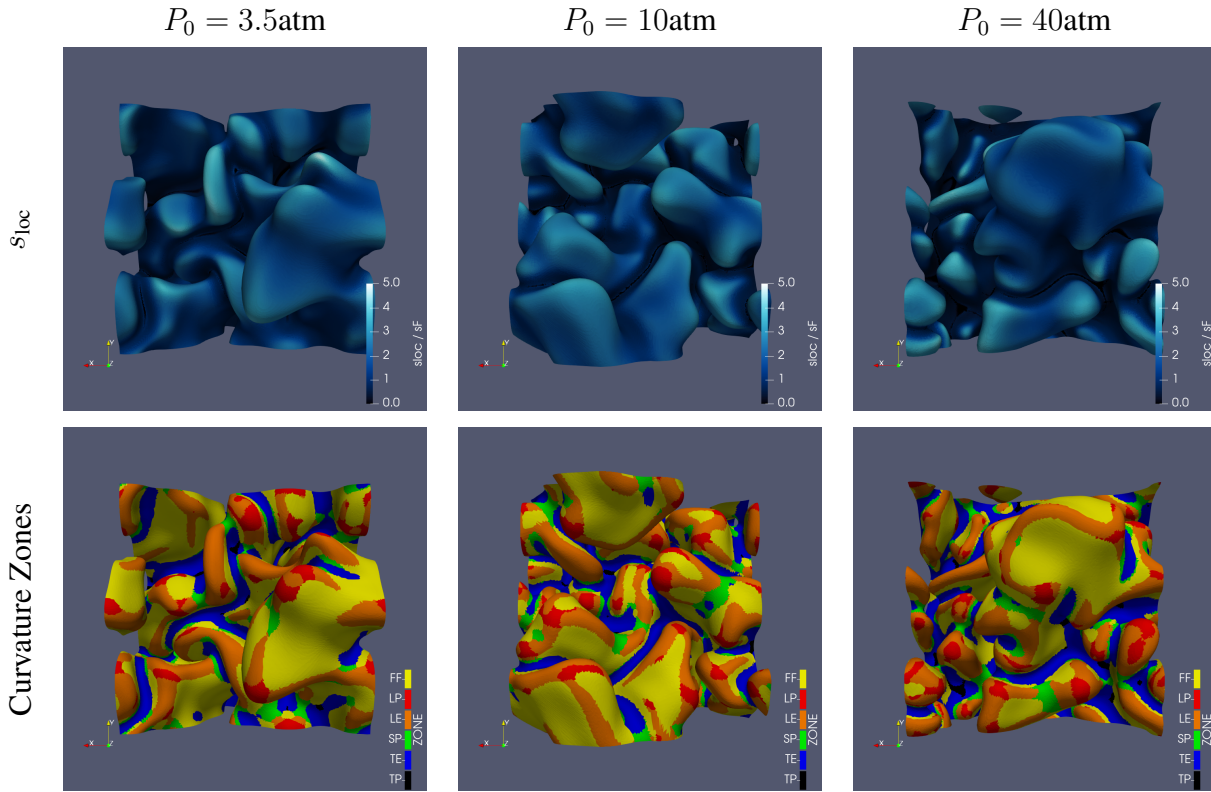 P₀ = 3.5atm P₀ = 10atm P₀ = 40atm
s_loc
5.0
4
3
2
1
0.0
sloc / sF
X Y Z
5.0
4
3
2
1
0.0
sloc / sF
X Y Z
5.0
4
3
2
1
0.0
sloc / sF
X Y Z
Curvature Zones
FF
LP
LE
SP
TE
TP
ZONE
X Y Z
FF
LP
LE
SP
TE
TP
ZONE
X Y Z
FF
LP
LE
SP
TE
TP
ZONE
X Y Z